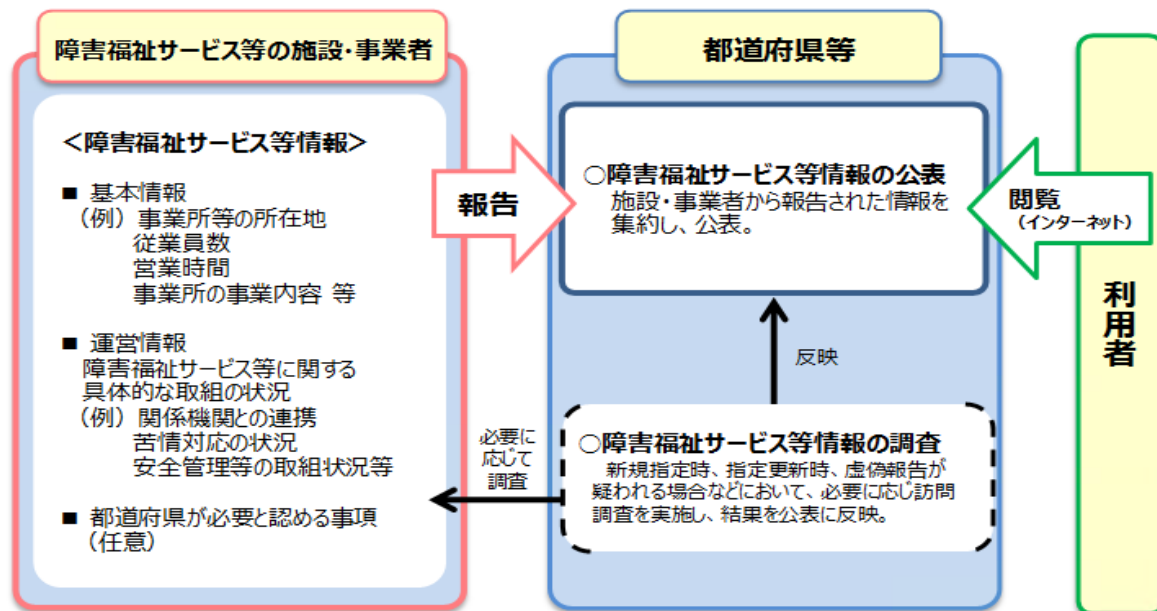 障害福祉サービス等の施設・事業者
＜障害福祉サービス等情報＞
■ 基本情報
（例）事業所等の所在地
従業員数
営業時間
事業所の事業内容 等
■ 運営情報
障害福祉サービス等に関する
具体的な取組の状況
（例）関係機関との連携
苦情対応の状況
安全管理等の取組状況等
■ 都道府県が必要と認める事項
（任意）
報告
都道府県等
○障害福祉サービス等情報の公表
施設・事業者から報告された情報を
集約し、公表。
反映
○障害福祉サービス等情報の調査
新規指定時、指定更新時、虚偽報告が
疑われる場合などにおいて、必要に応じ訪問
調査を実施し、結果を公表に反映。
必要に
応じて
調査
閲覧
（インターネット）
利用者